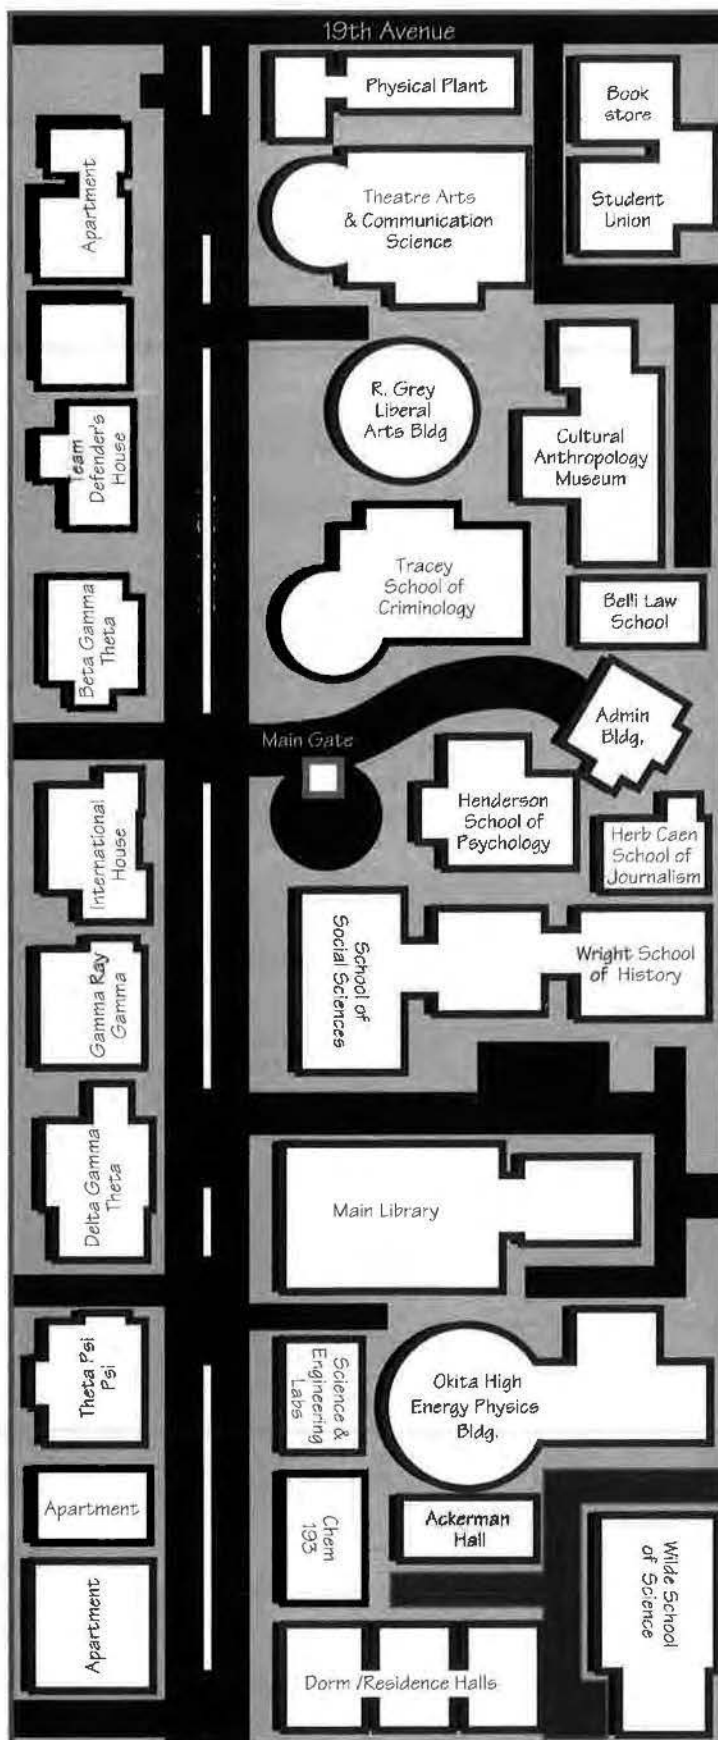 19th Avenue
Physical Plant
Book
store
Theatre Arts
& Communication
Science
Student
Union
Apartment
R. Grey
Liberal
Arts Bldg
Cultural
Anthropology
Museum
Team
Defender's
House
Tracey
School of
Criminology
Belli Law
School
Beta Gamma
Theta
Admin
Bldg.
Main Gate
Henderson
School of
Psychology
International
House
Herb Caen
School of
Journalism
School of
Social Sciences
Wright School
of History
Gamma Ray
Gamma
Delta Gamma
Theta
Main Library
Theta Psi
Psi
Science &
Engineering
Labs
Okita High
Energy Physics
Bldg.
Apartment
Chem
193
Ackerman
Hall
Wilde School
of Science
Apartment
Dorm /Residence Halls